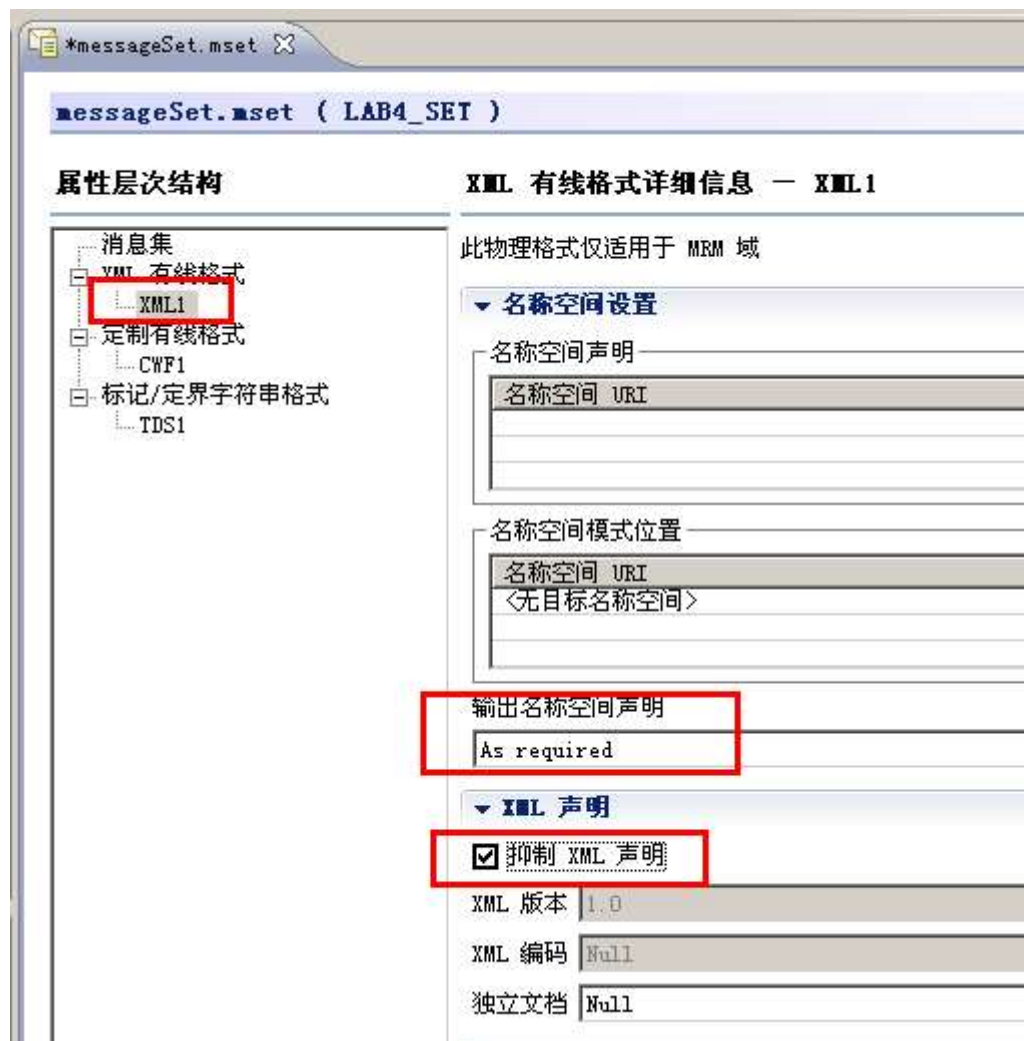 *messageSet.mset
messageSet.mset ( LAB4_SET )
属性层次结构
消息集
XML 有线格式
XML1
定制有线格式
CWF1
标记/定界字符串格式
TDS1
XML 有线格式详细信息 — XML1
此物理格式仅适用于 MRM 域
名称空间设置
名称空间声明
名称空间 URI
名称空间模式位置
名称空间 URI
<无目标名称空间>
输出名称空间声明
As required
XML 声明
抑制 XML 声明
XML 版本 1.0
XML 编码 Null
独立文档 Null